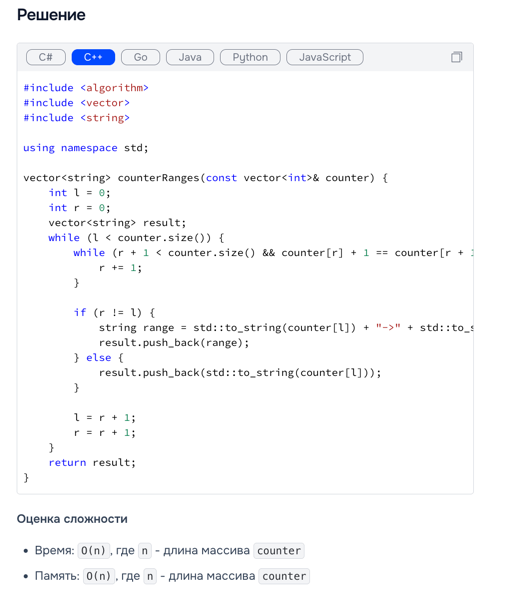 Решение
C# C++ Go Java Python JavaScript
#include <algorithm>
#include <vector>
#include <string>
using namespace std;
vector<string> counterRanges(const vector<int>& counter) {
    int l = 0;
    int r = 0;
    vector<string> result;
    while (l < counter.size()) {
        while (r + 1 < counter.size() && counter[r] + 1 == counter[r +
            r += 1;
        }
        if (r != l) {
            string range = std::to_string(counter[l]) + "->" + std::to_s
            result.push_back(range);
        } else {
            result.push_back(std::to_string(counter[l]));
        }
        l = r + 1;
        r = r + 1;
    }
    return result;
}
Оценка сложности
• Время: O(n), где n - длина массива counter
• Память: O(n), где n - длина массива counter